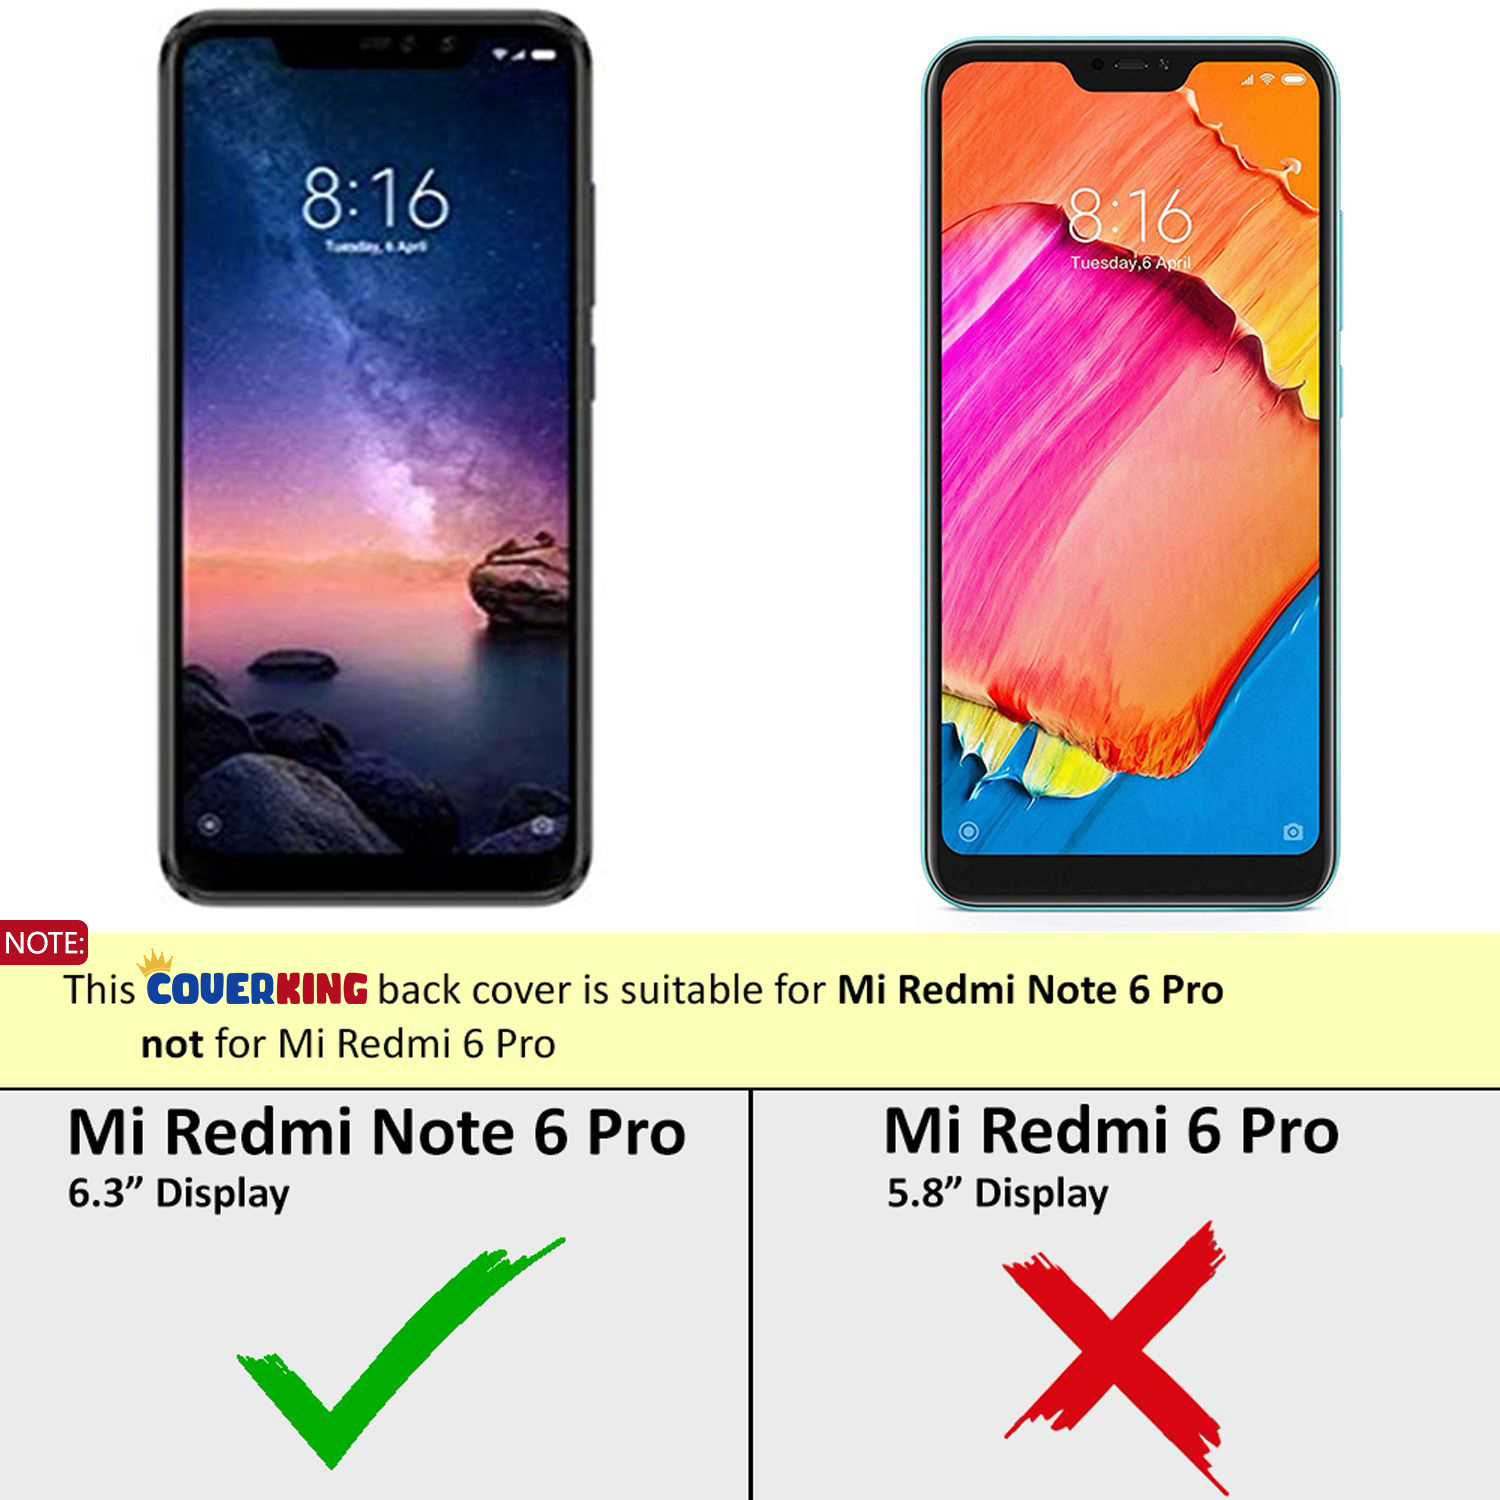 8:16
Tuesday, 6 April
8:16
Tuesday,6 April
NOTE:
This COVERKING back cover is suitable for Mi Redmi Note 6 Pro
not for Mi Redmi 6 Pro
Mi Redmi Note 6 Pro
6.3” Display
Mi Redmi 6 Pro
5.8” Display